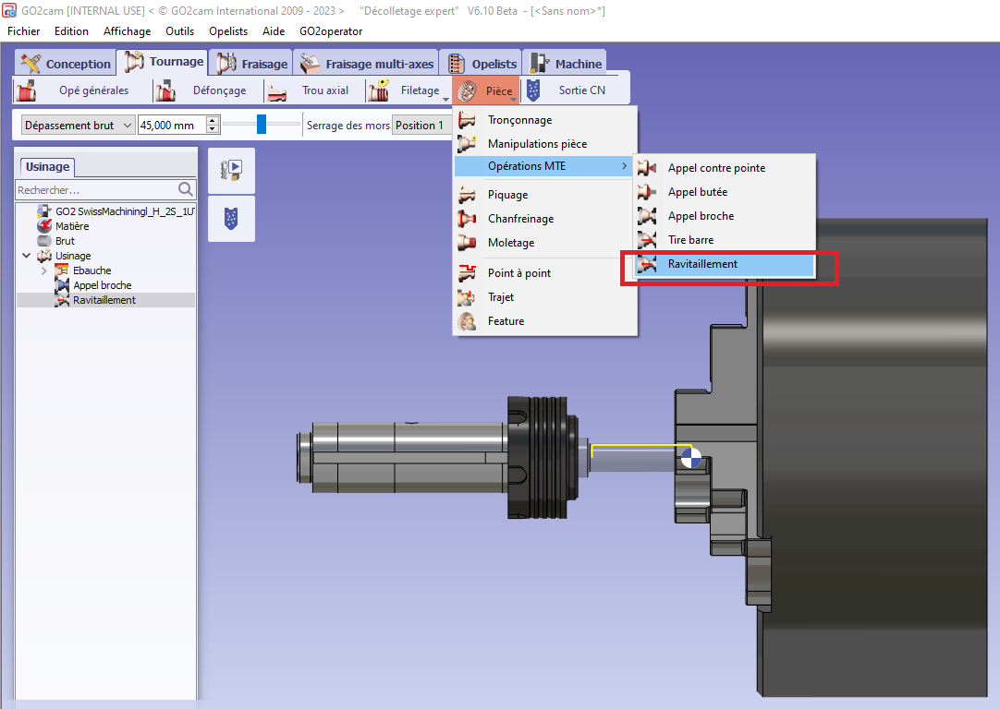 GO2cam [INTERNAL USE] < © GO2cam International 2009 - 2023 > "Décolletage expert" V6.10 Beta - [<Sans nom>*]
Fichier Edition Affichage Outils Opelists Aide GO2operator
Conception Tournage Fraisage Fraisage multi-axes Opelists Machine
Opé générales Défonçage Trou axial Filetage Pièce Sortie CN
Dépassement brut 45,000 mm Serrage des mors Position 1
Tronçonnage
Manipulations pièce
Opérations MTE
Piquage
Chanfreinage
Moletage
Point à point
Trajet
Feature
Appel contre pointe
Appel butée
Appel broche
Tire barre
Ravitaillement
Usinage
Rechercher...
GO2 SwissMachiningl_H_2S_1U
Matière
Brut
Usinage
Ebauche
Appel broche
Ravitaillement